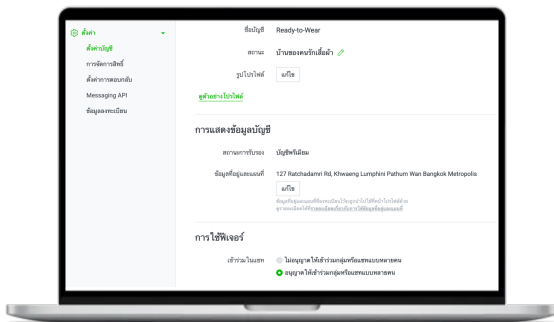 ตั้งค่า
ตั้งค่าบัญชี
การจัดการสิทธิ์
ตั้งค่าการตอบกลับ
Messaging API
ข้อมูลลงทะเบียน
ชื่อบัญชี Ready-to-Wear
สถานะ บ้านของคนรักเสื้อผ้า
รูปโปรไฟล์ แก้ไข
ดูตัวอย่างโปรไฟล์
การแสดงข้อมูลบัญชี
สถานะการรับรอง บัญชีพรีเมียม
ข้อมูลที่อยู่และแผนที่ 127 Ratchadamri Rd, Khwaeng Lumphini Pathum Wan Bangkok Metropolis
แก้ไข
การใช้ฟีเจอร์
เข้าร่วมในแชท ไม่อนุญาตให้เข้าร่วมกลุ่มหรือแชทแบบหลายคน
อนุญาตให้เข้าร่วมกลุ่มหรือแชทแบบหลายคน